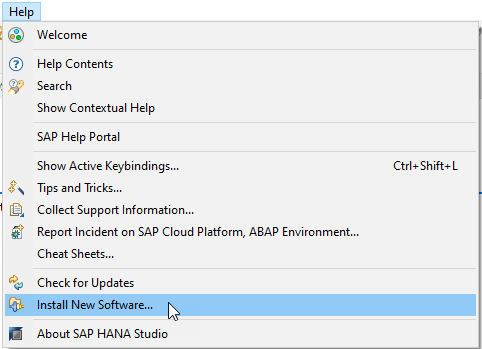 Help
Welcome
Help Contents
Search
Show Contextual Help
SAP Help Portal
Show Active Keybindings... Ctrl+Shift+L
Tips and Tricks...
Collect Support Information...
Report Incident on SAP Cloud Platform, ABAP Environment...
Cheat Sheets...
Check for Updates
Install New Software...
About SAP HANA Studio